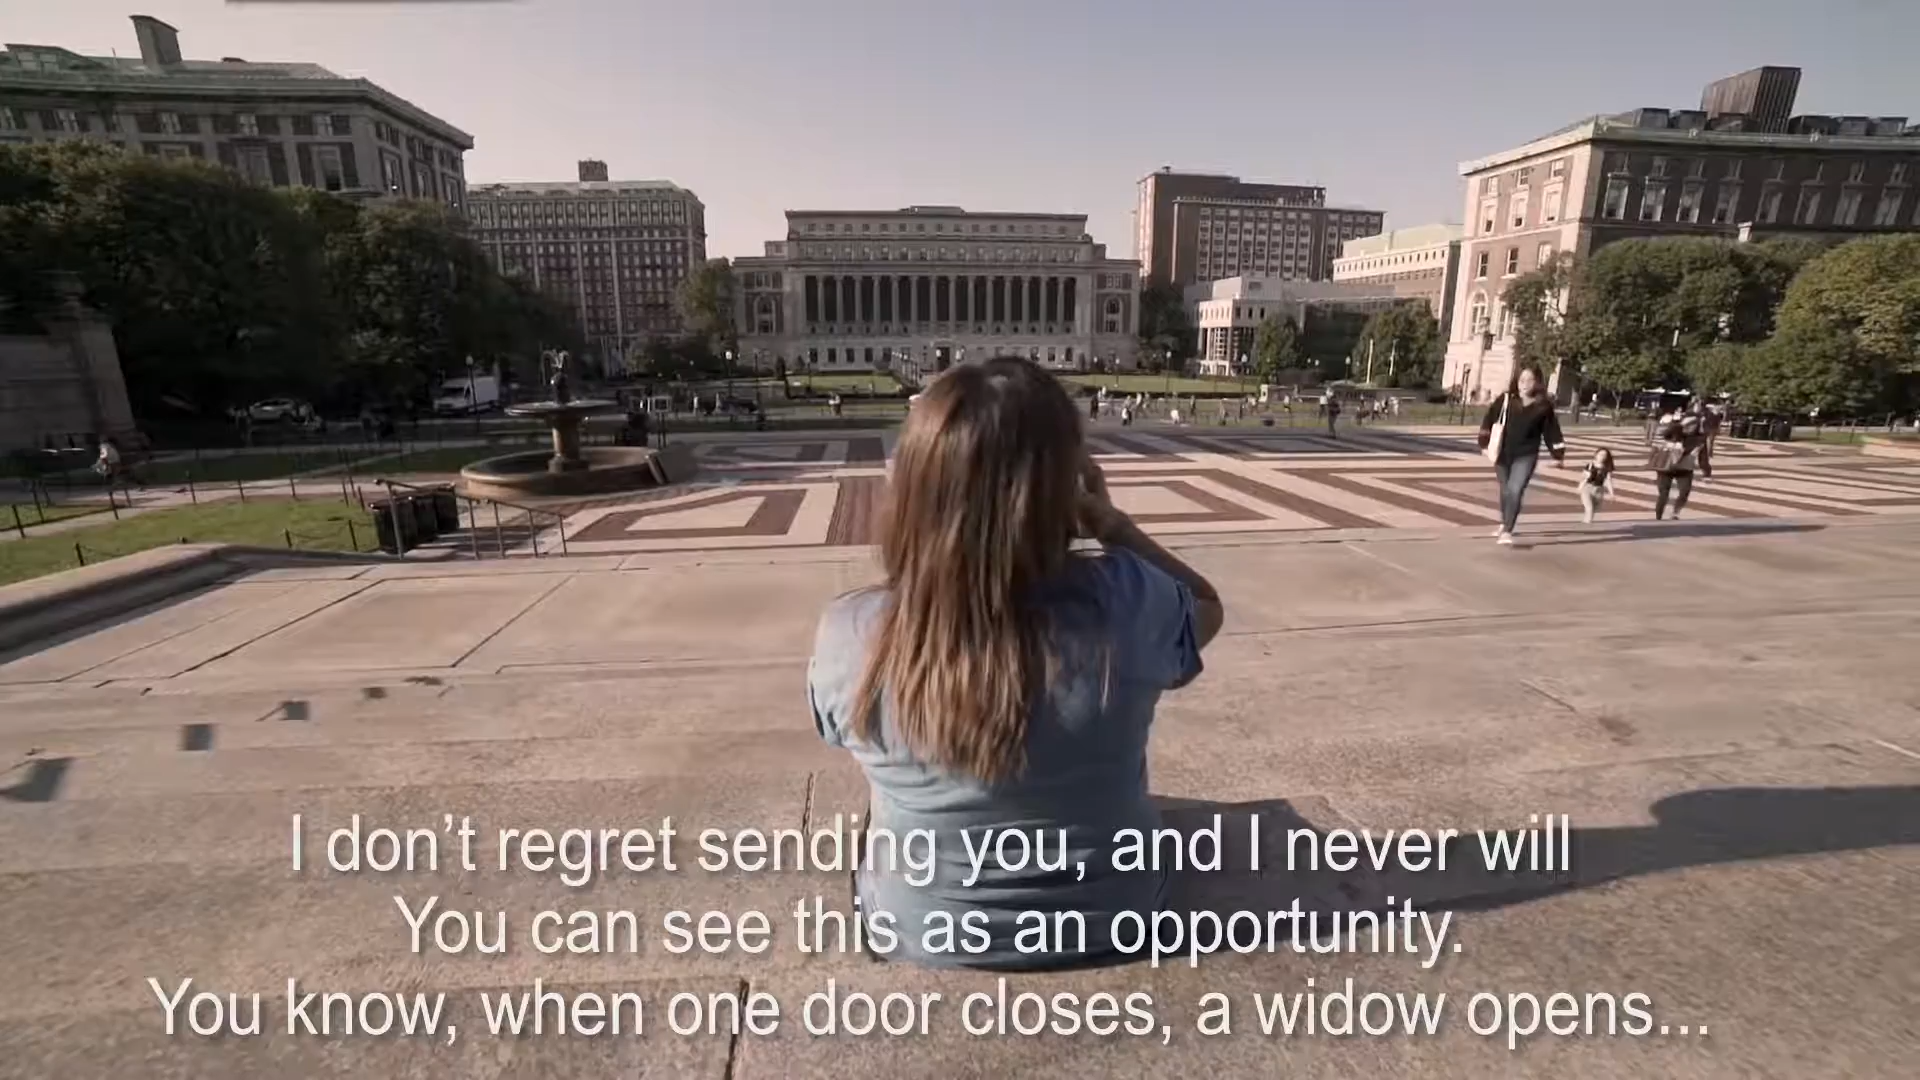 I don’t regret sending you, and I never will
You can see this as an opportunity.
You know, when one door closes, a widow opens...